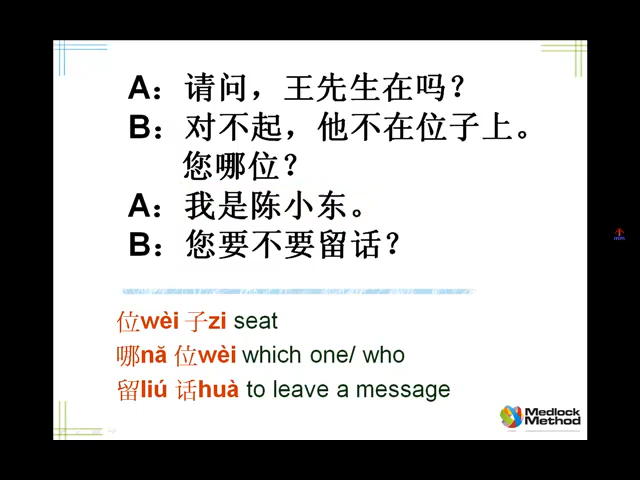 A：请问，王先生在吗？
B：对不起，他不在位子上。
您哪位？
A：我是陈小东。
B：您要不要留话？
位wèi 子zi seat
哪nǎ 位wèi which one/ who
留liú 话huà to leave a message
Medlock
Method